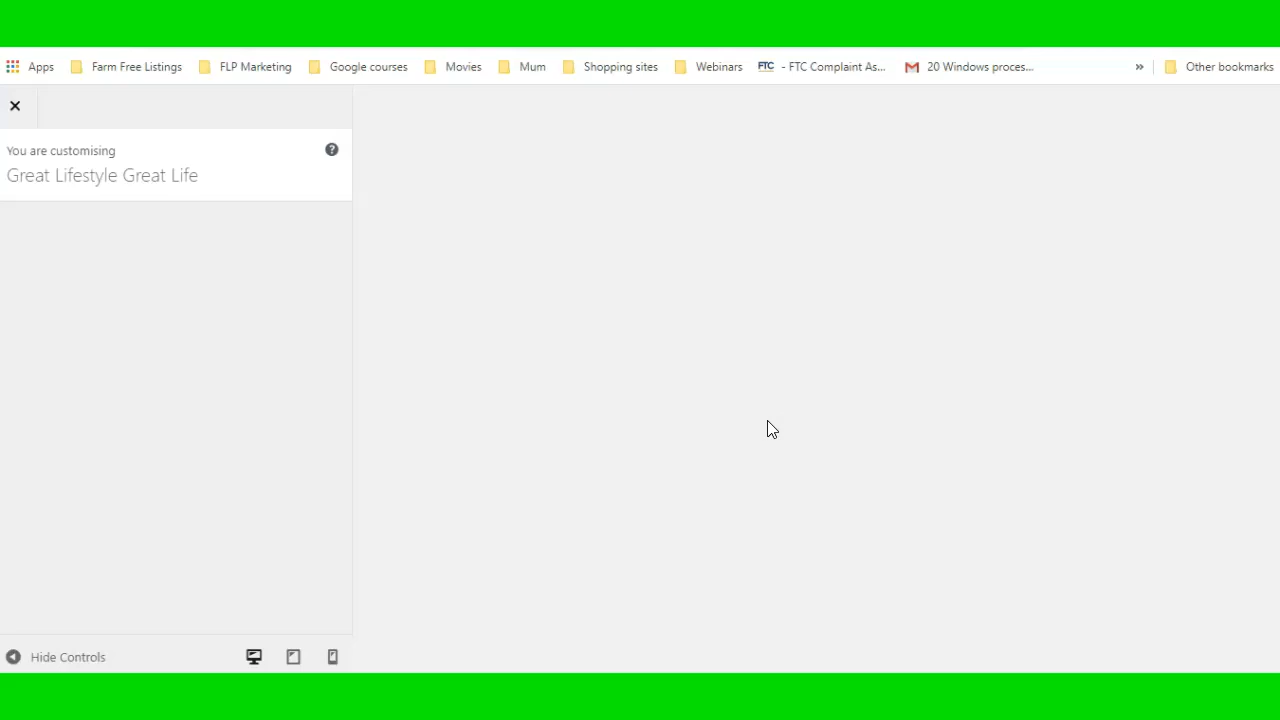 Apps Farm Free Listings FLP Marketing Google courses Movies Mum Shopping sites Webinars FTC - FTC Complaint As... 20 Windows proces... » Other bookmarks
You are customising
Great Lifestyle Great Life
Hide Controls